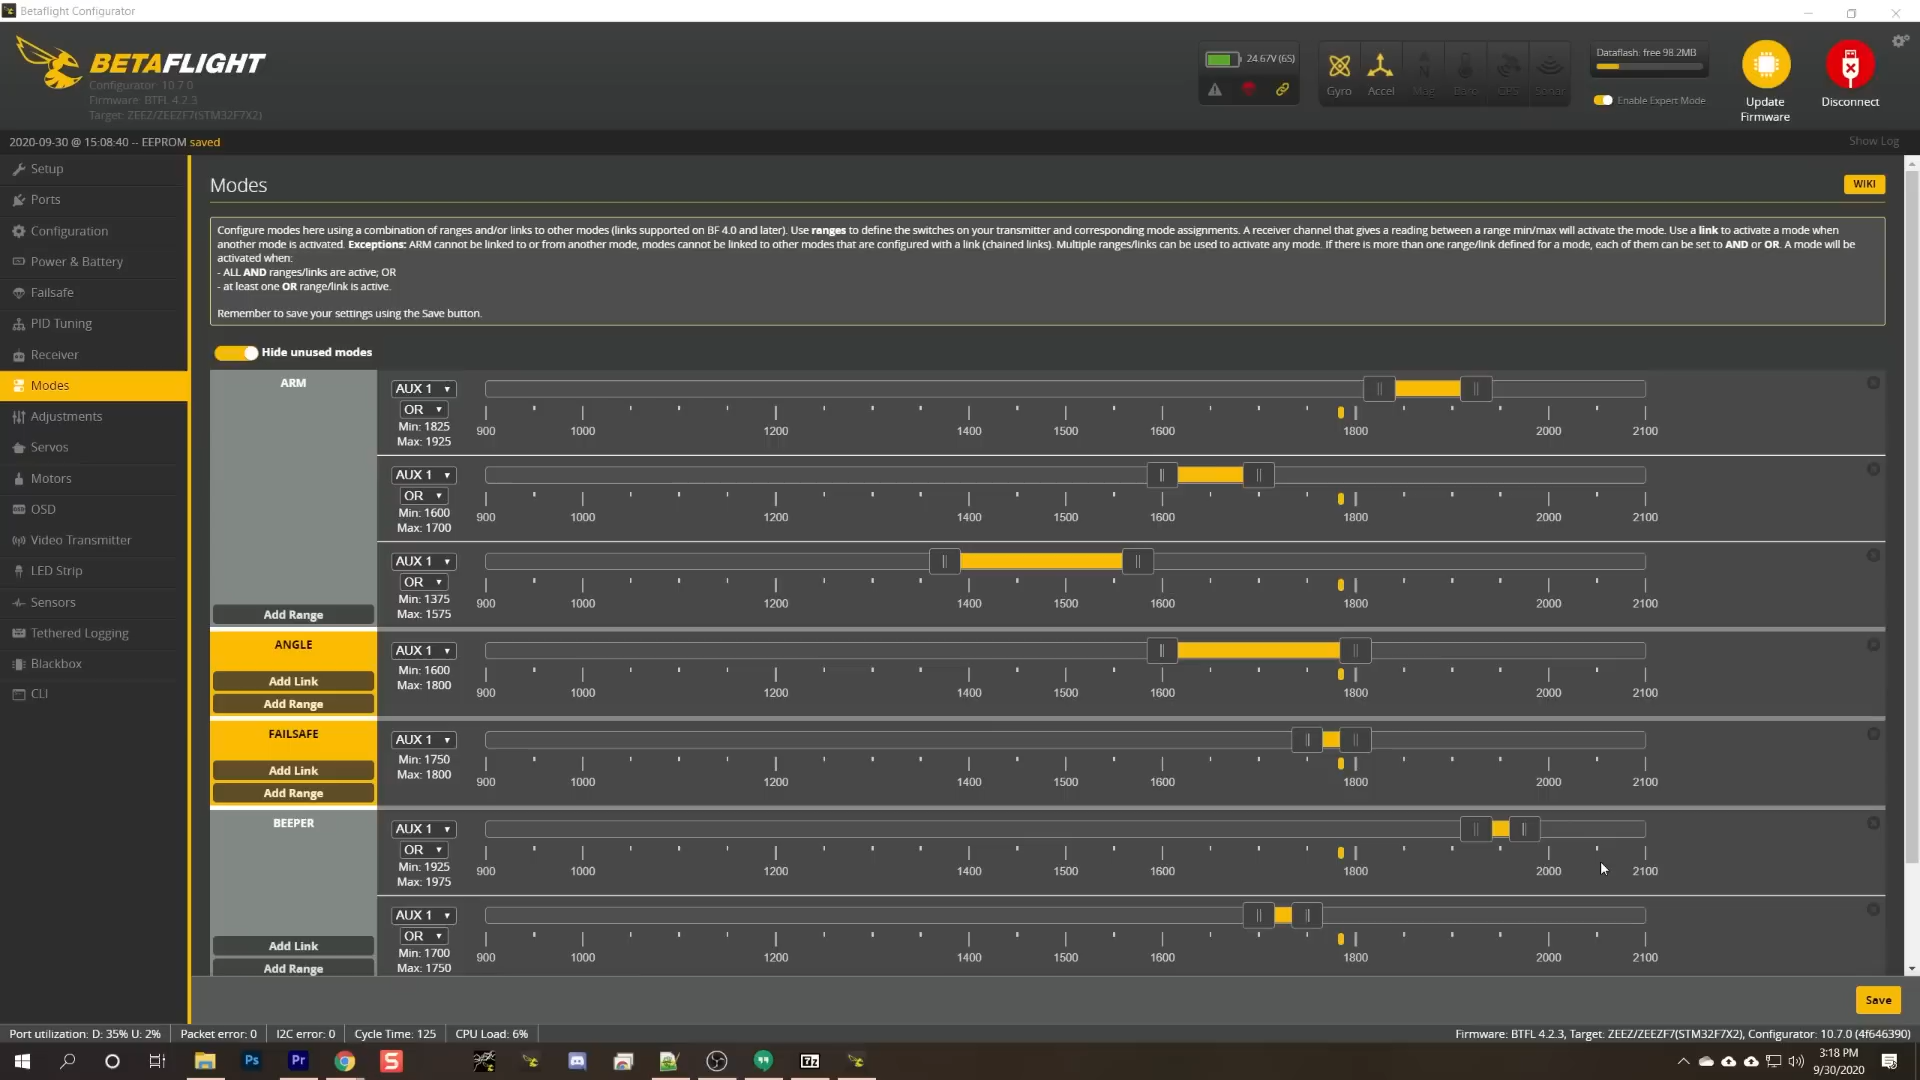 Betaflight Configurator
BETAFLIGHT
Configurator: 10.7.0
Firmware: BTFL 4.2.3
Target: ZEEZ/ZEEZF7(STM32F7X2)
24.67V (6S)
Gyro
Accel
Mag
Baro
GPS
Sonar
Dataflash: free 98.2MB
Enable Expert Mode
Update
Firmware
Disconnect
2020-09-30 @ 15:08:40 -- EEPROM saved
Show Log
Setup
Ports
Configuration
Power & Battery
Failsafe
PID Tuning
Receiver
Modes
Adjustments
Servos
Motors
OSD
Video Transmitter
LED Strip
Sensors
Tethered Logging
Blackbox
CLI
Modes
WIKI
Configure modes here using a combination of ranges and/or links to other modes (links supported on BF 4.0 and later). Use ranges to define the switches on your transmitter and corresponding mode assignments. A receiver channel that gives a reading between a range min/max will activate the mode. Use a link to activate a mode when
another mode is activated. Exceptions: ARM cannot be linked to or from another mode, modes cannot be linked to other modes that are configured with a link (chained links). Multiple ranges/links can be used to activate any mode. If there is more than one range/link defined for a mode, each of them can be set to AND or OR. A mode will be
activated when:
- ALL AND ranges/links are active; OR
- at least one OR range/link is active.
Remember to save your settings using the Save button.
Hide unused modes
ARM
AUX 1
OR
Min: 1825
Max: 1925
900 1000 1200 1400 1500 1600 1800 2000 2100
AUX 1
OR
Min: 1600
Max: 1700
900 1000 1200 1400 1500 1600 1800 2000 2100
AUX 1
OR
Min: 1375
Max: 1575
900 1000 1200 1400 1500 1600 1800 2000 2100
Add Range
ANGLE
Add Link
Add Range
AUX 1
Min: 1600
Max: 1800
900 1000 1200 1400 1500 1600 1800 2000 2100
FAILSAFE
Add Link
Add Range
AUX 1
Min: 1750
Max: 1800
900 1000 1200 1400 1500 1600 1800 2000 2100
BEEPER
AUX 1
OR
Min: 1925
Max: 1975
900 1000 1200 1400 1500 1600 1800 2000 2100
AUX 1
OR
Min: 1700
Max: 1750
900 1000 1200 1400 1500 1600 1800 2000 2100
Add Link
Add Range
Save
Port utilization: D: 35% U: 2%
Packet error: 0
I2C error: 0
Cycle Time: 125
CPU Load: 6%
Firmware: BTFL 4.2.3, Target: ZEEZ/ZEEZF7(STM32F7X2), Configurator: 10.7.0 (4f646390)
Ps
Pr
S
7z
3:18 PM
9/30/2020